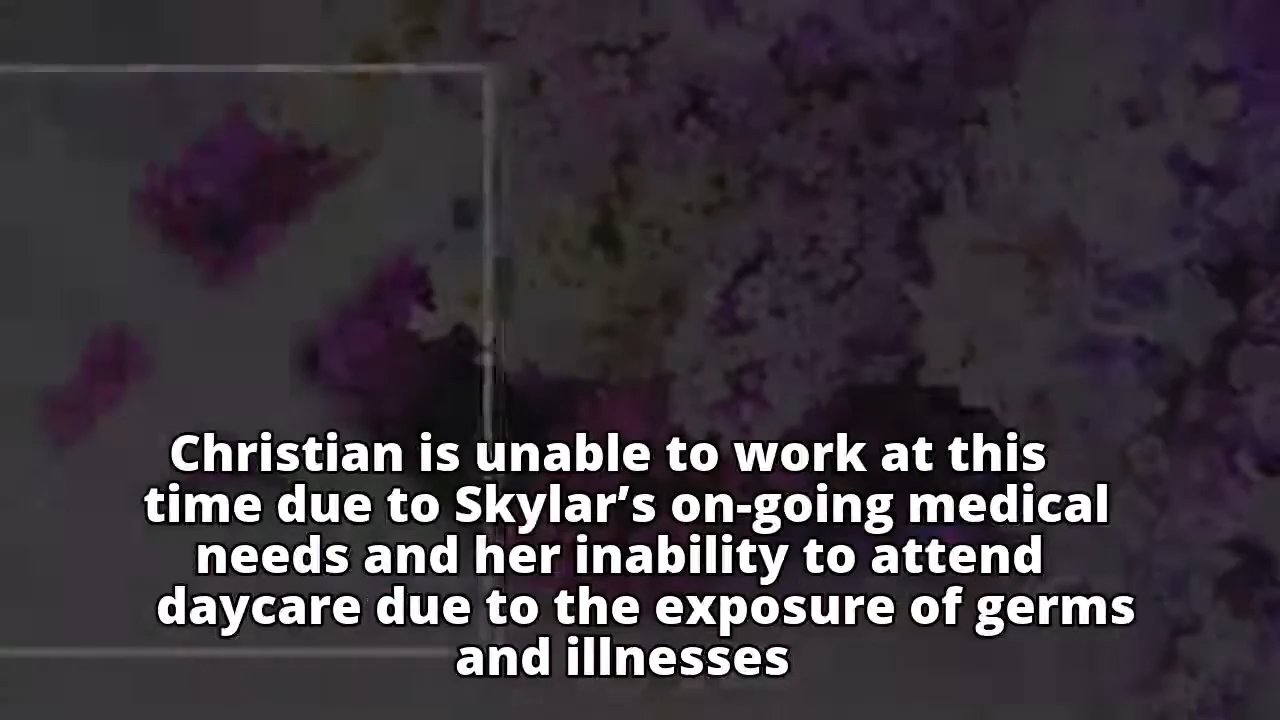 Christian is unable to work at this
time due to Skylar’s on-going medical
needs and her inability to attend
daycare due to the exposure of germs
and illnesses